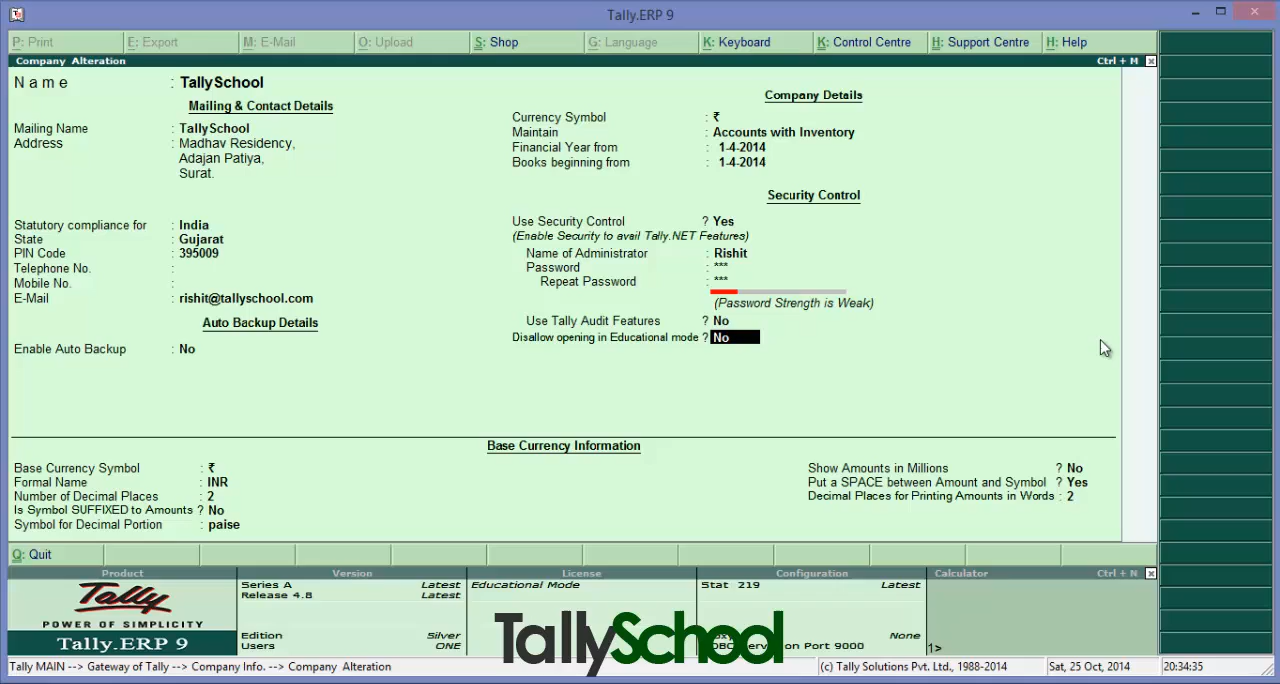 Tally.ERP 9
P: Print
E: Export
M: E-Mail
O: Upload
S: Shop
G: Language
K: Keyboard
K: Control Centre
H: Support Centre
H: Help
Company Alteration
Ctrl + M
Name : TallySchool
Mailing & Contact Details
Mailing Name : TallySchool
Address : Madhav Residency,
Adajan Patiya,
Surat.
Statutory compliance for : India
State : Gujarat
PIN Code : 395009
Telephone No. :
Mobile No. :
E-Mail : rishit@tallyschool.com
Auto Backup Details
Enable Auto Backup : No
Company Details
Currency Symbol : ₹
Maintain : Accounts with Inventory
Financial Year from : 1-4-2014
Books beginning from : 1-4-2014
Security Control
Use Security Control ? Yes
(Enable Security to avail Tally.NET Features)
Name of Administrator : Rishit
Password : ***
Repeat Password : ***
(Password Strength is Weak)
Use Tally Audit Features ? No
Disallow opening in Educational mode ? No
Base Currency Information
Base Currency Symbol : ₹
Formal Name : INR
Number of Decimal Places : 2
Is Symbol SUFFIXED to Amounts ? No
Symbol for Decimal Portion : paise
Show Amounts in Millions ? No
Put a SPACE between Amount and Symbol ? Yes
Decimal Places for Printing Amounts in Words : 2
Q: Quit
Product
Tally
POWER OF SIMPLICITY
Tally.ERP 9
Version
Series A Latest
Release 4.8 Latest
Edition Silver
Users ONE
License
Educational Mode
Configuration
Stat 219 Latest
None
on Port 9000
Calculator
Ctrl + N
1>
TallySchool
Tally MAIN --> Gateway of Tally --> Company Info. --> Company Alteration
(c) Tally Solutions Pvt. Ltd., 1988-2014
Sat, 25 Oct, 2014
20:34:35